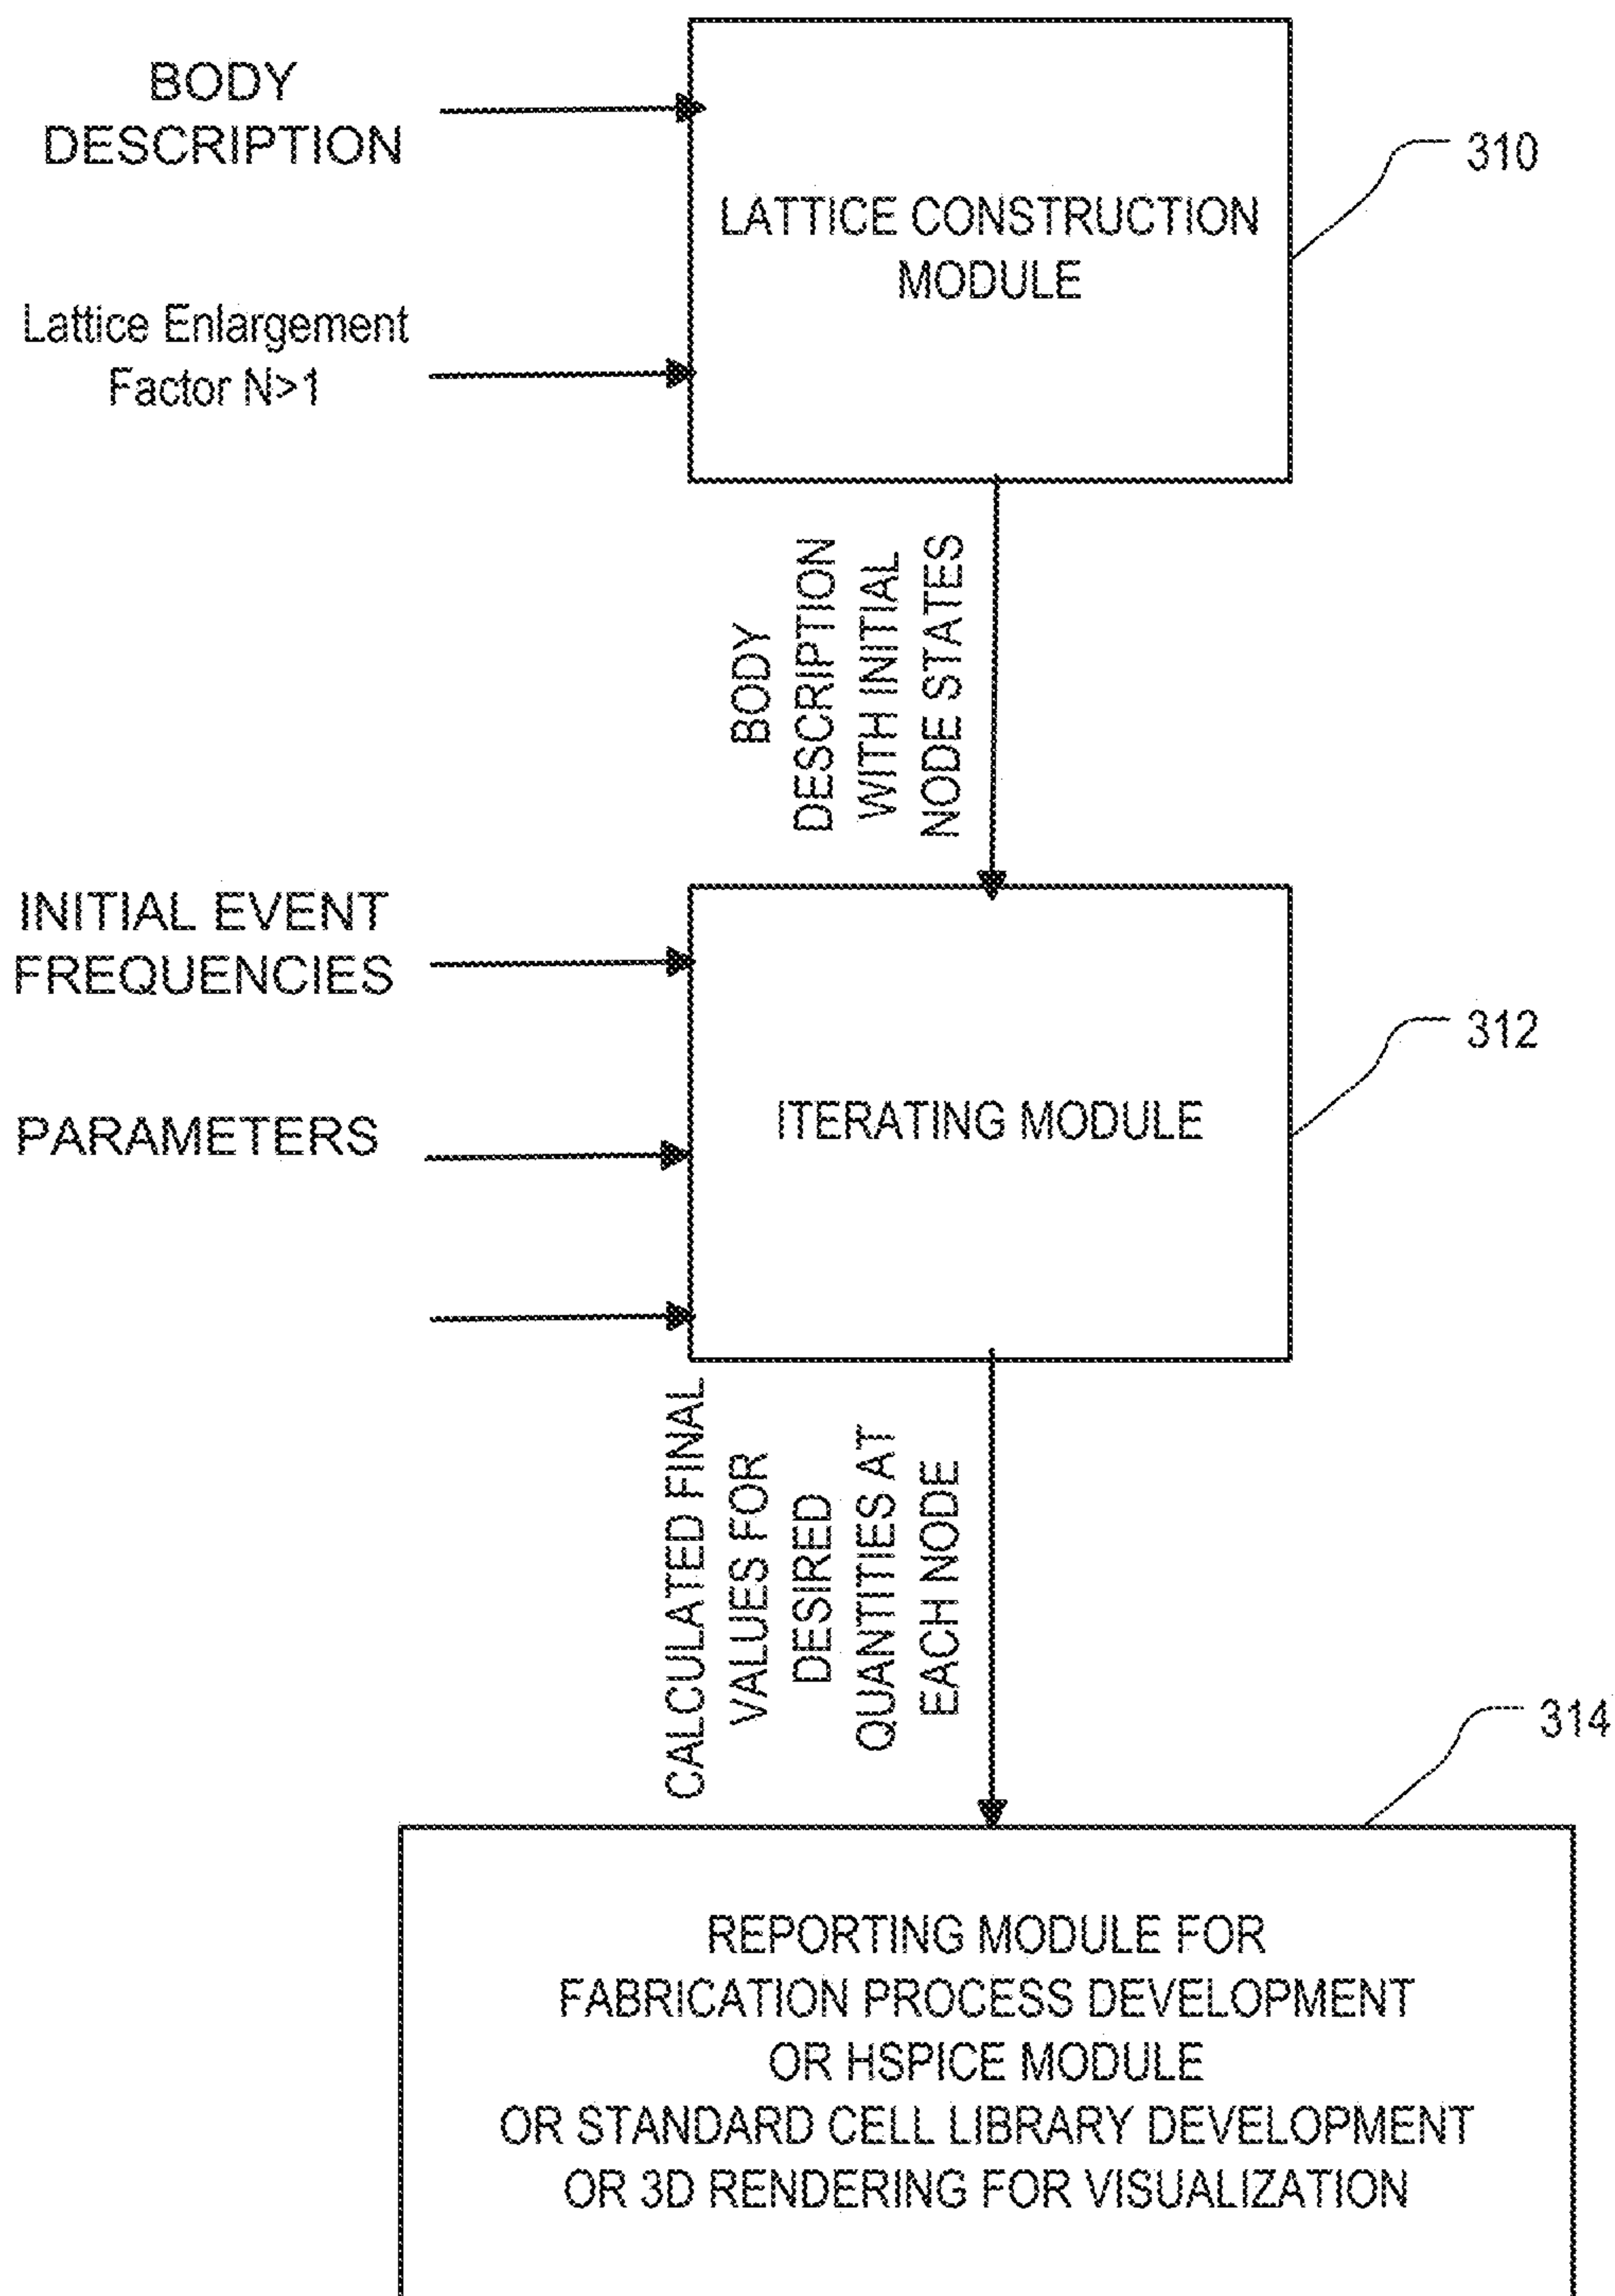 BODY
DESCRIPTION
Lattice Enlargement
Factor N>1
LATTICE CONSTRUCTION
MODULE
310
BODY
DESCRIPTION
WITH INITIAL
NODE STATES
INITIAL EVENT
FREQUENCIES
PARAMETERS
ITERATING MODULE
312
CALCULATED FINAL
VALUES FOR
DESIRED
QUANTITIES AT
EACH NODE
314
REPORTING MODULE FOR
FABRICATION PROCESS DEVELOPMENT
OR HSPICE MODULE
OR STANDARD CELL LIBRARY DEVELOPMENT
OR 3D RENDERING FOR VISUALIZATION